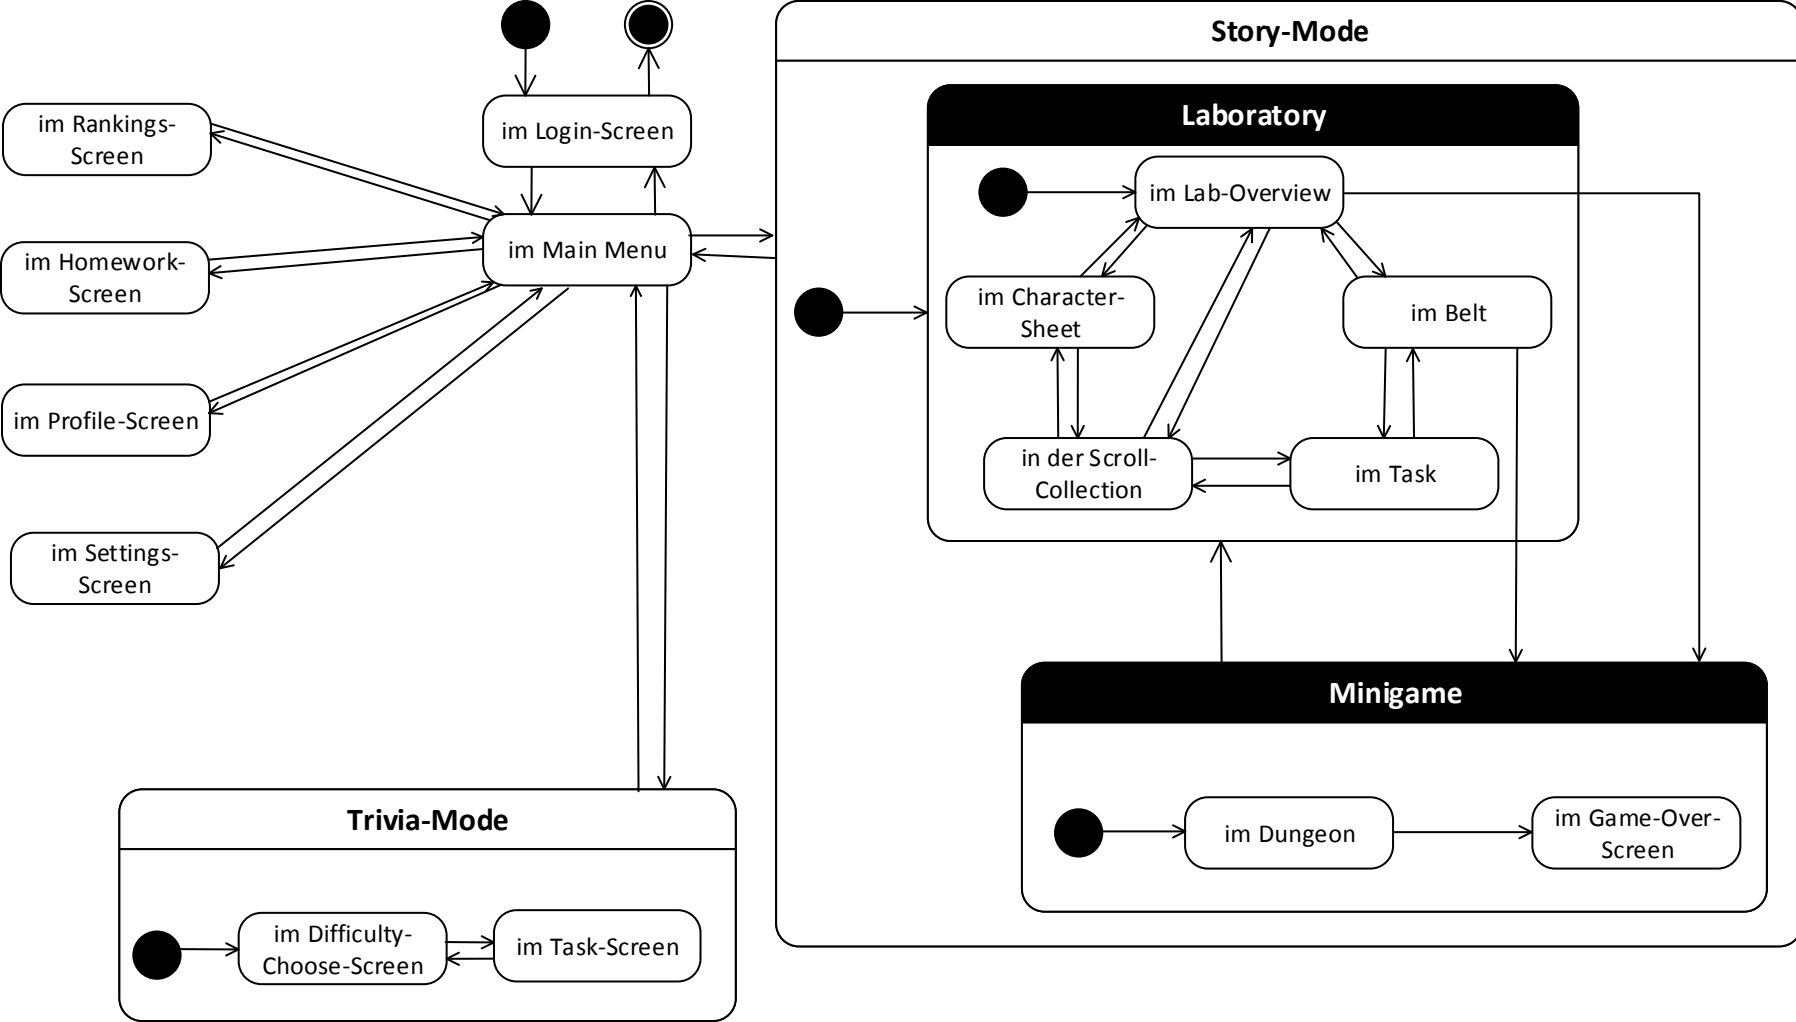 Story-Mode
Laboratory
im Rankings-
Screen
im Login-Screen
im Lab-Overview
im Homework-
Screen
im Main Menu
im Character-
Sheet
im Belt
im Profile-Screen
in der Scroll-
Collection
im Task
im Settings-
Screen
Minigame
Trivia-Mode
im Dungeon
im Game-Over-
Screen
im Difficulty-
Choose-Screen
im Task-Screen